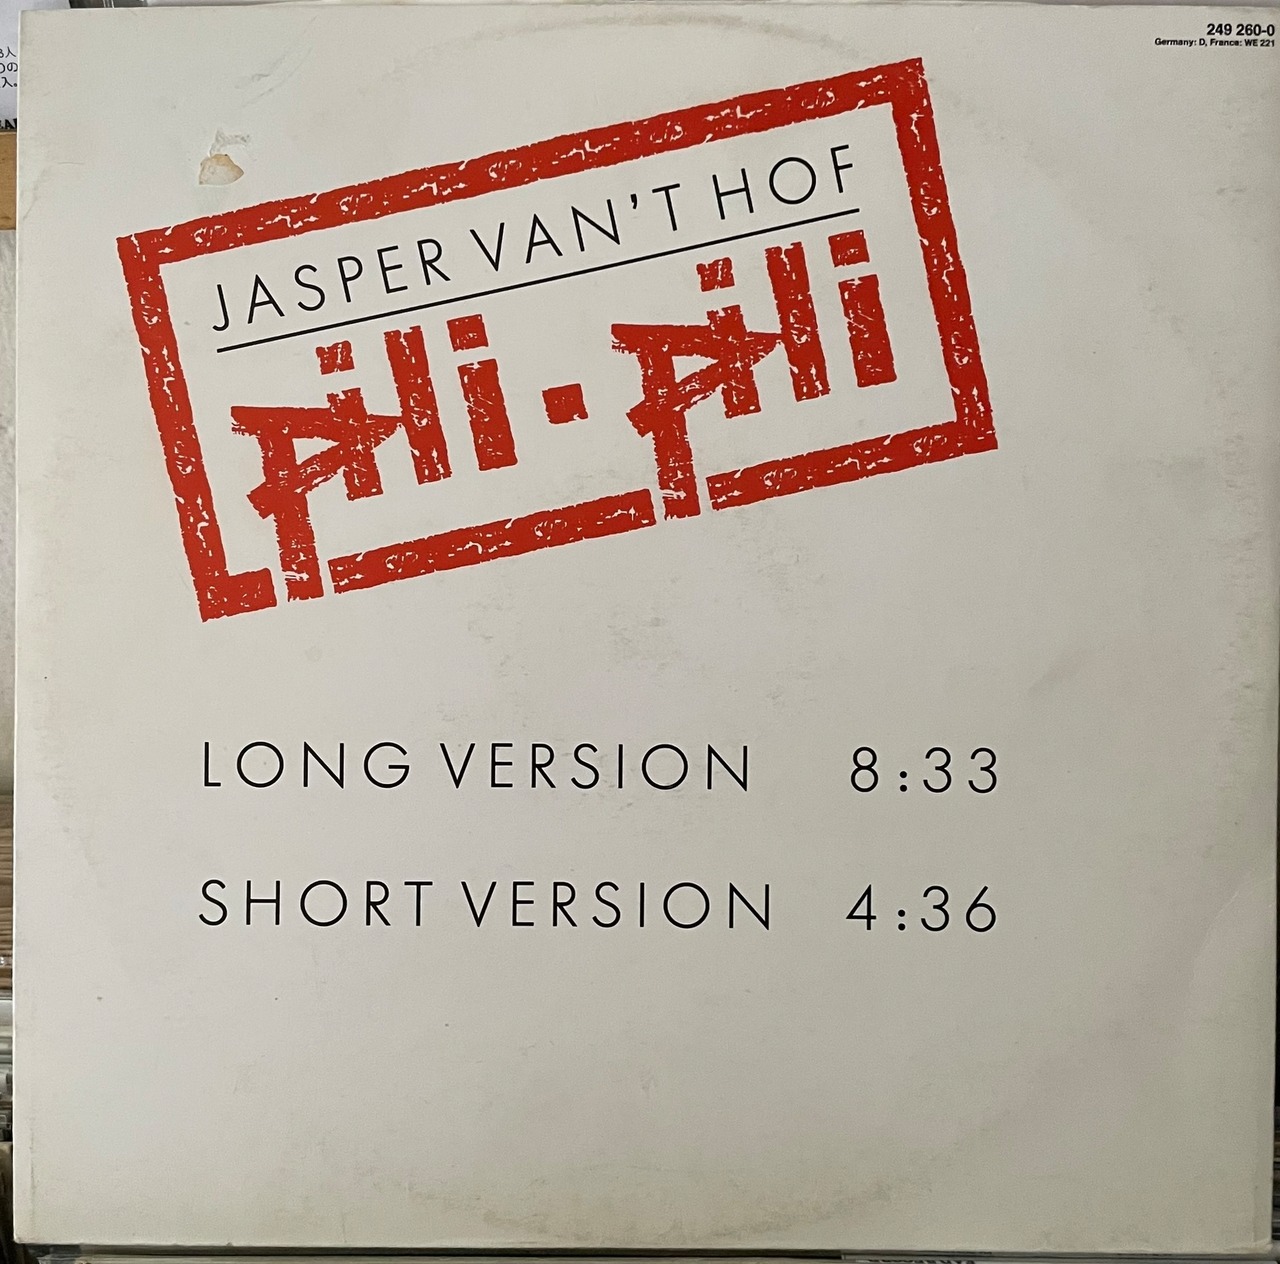 249 260-0
Germany: D, France: WE 221
JASPER VAN'T HOF
pili·pili
LONG VERSION 8:33
SHORT VERSION 4:36